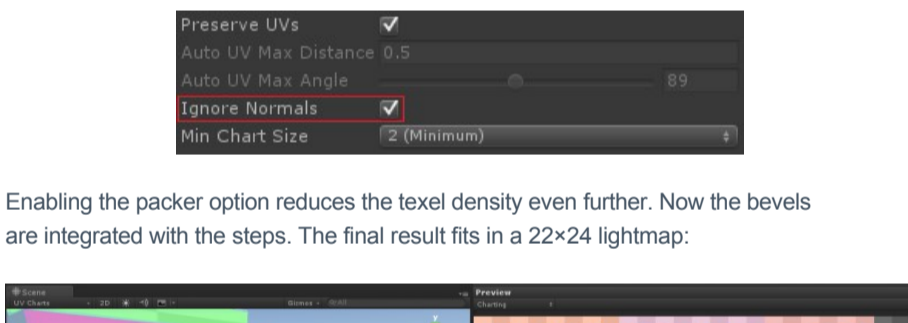 Preserve UVs
Auto UV Max Distance 0.5
Auto UV Max Angle 89
Ignore Normals
Min Chart Size 2 (Minimum)
Enabling the packer option reduces the texel density even further. Now the bevels
are integrated with the steps. The final result fits in a 22×24 lightmap:
Scene Preview
UV Charts 2D Gizmos Charting
y